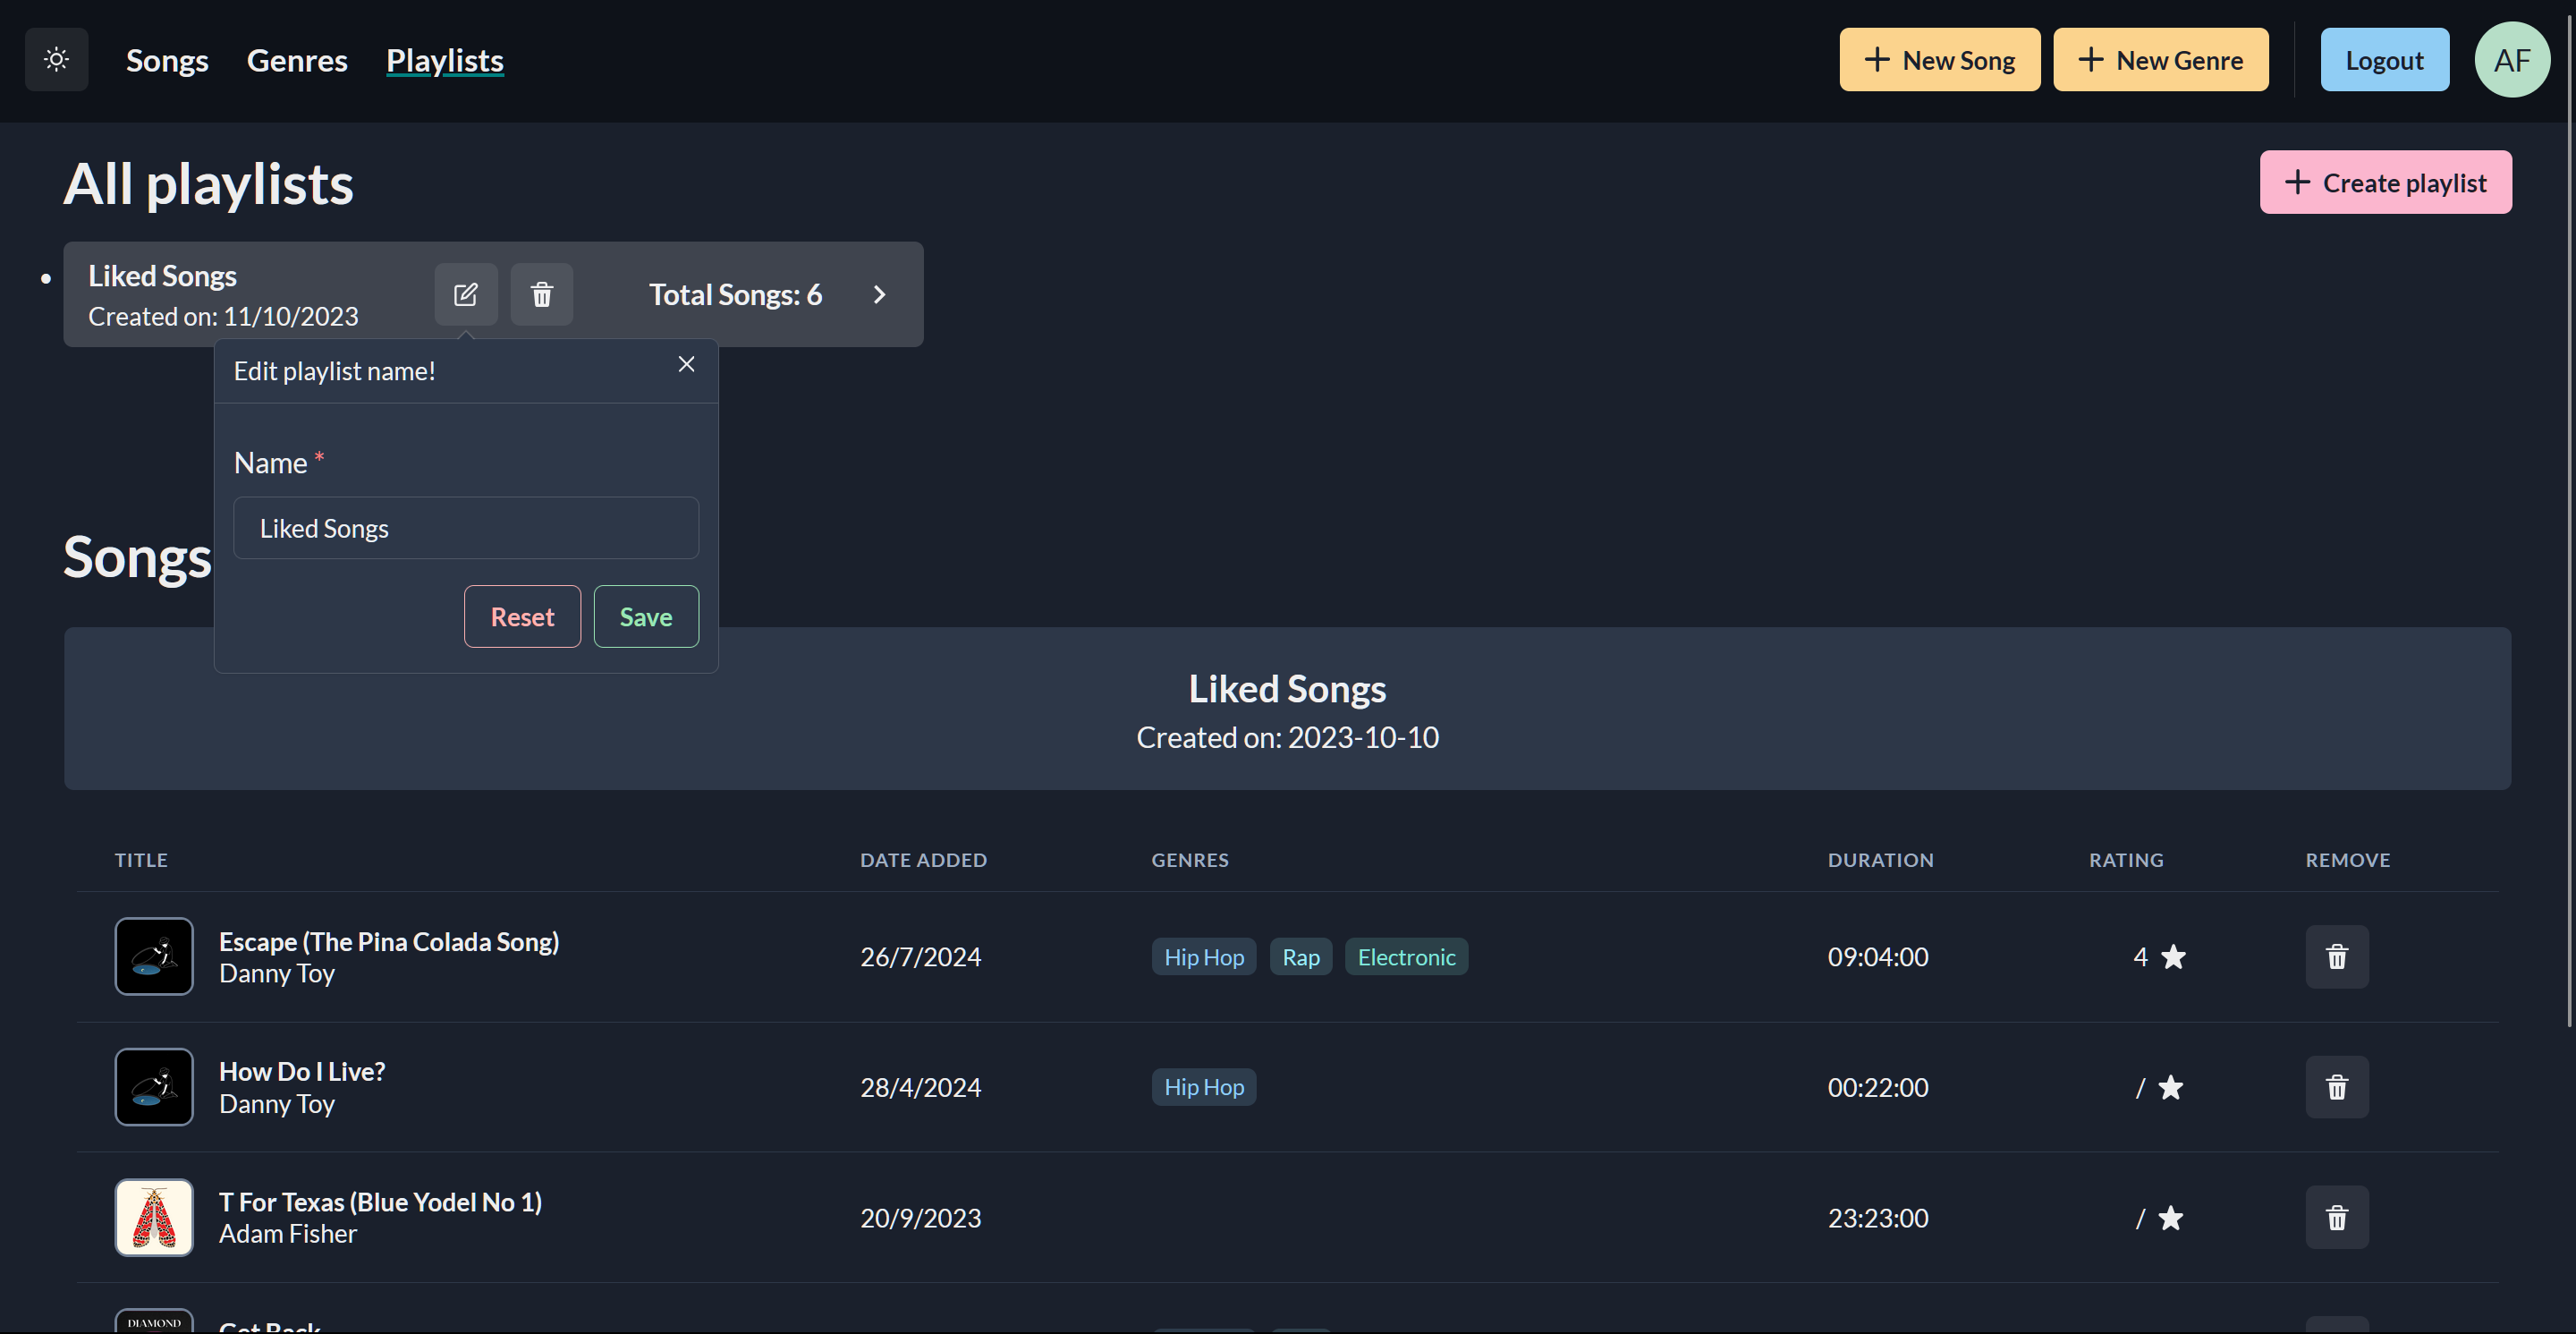 Songs Genres Playlists
New Song New Genre Logout AF
All playlists
Create playlist
Liked Songs
Created on: 11/10/2023
Total Songs: 6
Edit playlist name!
Name *
Liked Songs
Reset Save
Songs
Liked Songs
Created on: 2023-10-10
TITLE DATE ADDED GENRES DURATION RATING REMOVE
Escape (The Pina Colada Song)
Danny Toy
26/7/2024 Hip Hop Rap Electronic 09:04:00 4
How Do I Live?
Danny Toy
28/4/2024 Hip Hop 00:22:00 /
T For Texas (Blue Yodel No 1)
Adam Fisher
20/9/2023 23:23:00 /
DIAMOND
Get Back